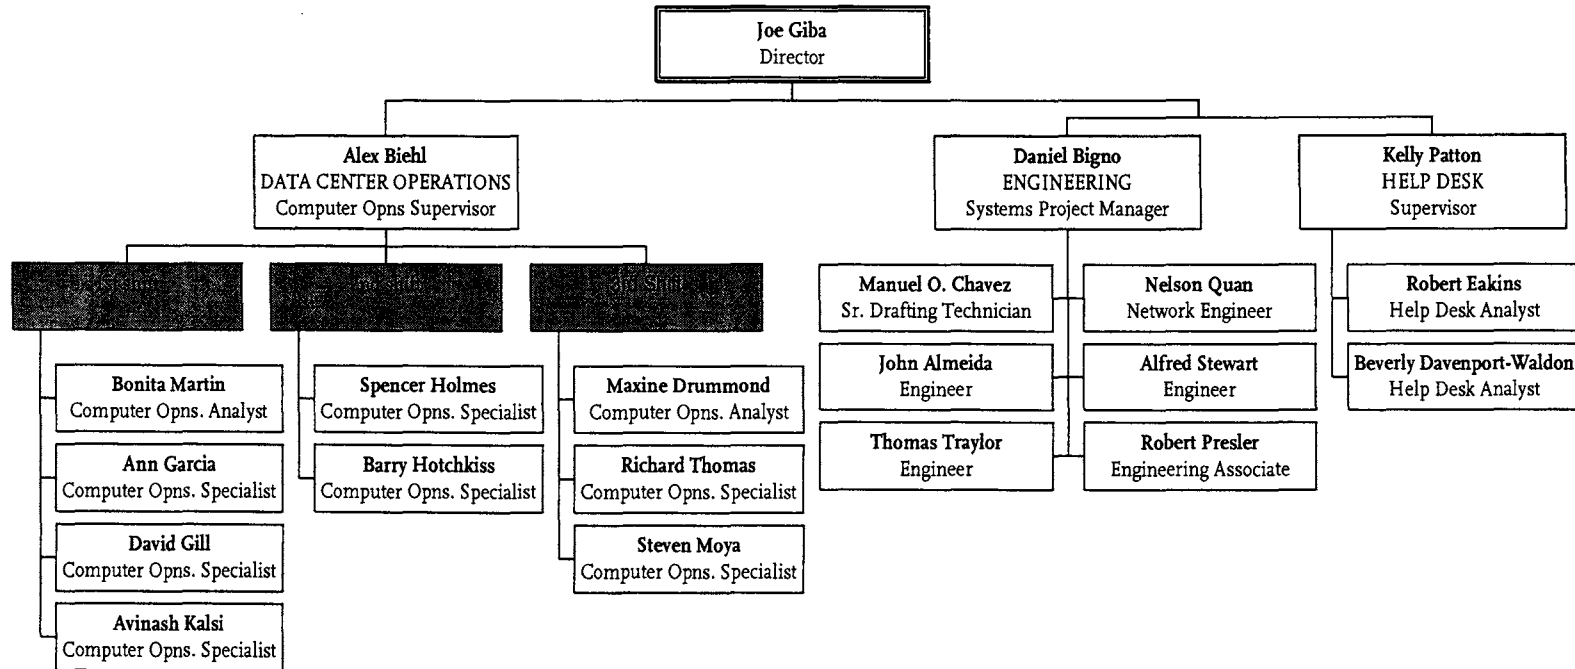 Joe Giba
Director
Alex Biehl
DATA CENTER OPERATIONS
Computer Opns Supervisor
Daniel Bigno
ENGINEERING
Systems Project Manager
Kelly Patton
HELP DESK
Supervisor
3rd Shift
Bonita Martin
Computer Opns. Analyst
Ann Garcia
Computer Opns. Specialist
David Gill
Computer Opns. Specialist
Avinash Kalsi
Computer Opns. Specialist
Spencer Holmes
Computer Opns. Specialist
Barry Hotchkiss
Computer Opns. Specialist
Maxine Drummond
Computer Opns. Analyst
Richard Thomas
Computer Opns. Specialist
Steven Moya
Computer Opns. Specialist
Manuel O. Chavez
Sr. Drafting Technician
Nelson Quan
Network Engineer
John Almeida
Engineer
Alfred Stewart
Engineer
Thomas Traylor
Engineer
Robert Presler
Engineering Associate
Robert Eakins
Help Desk Analyst
Beverly Davenport-Waldon
Help Desk Analyst